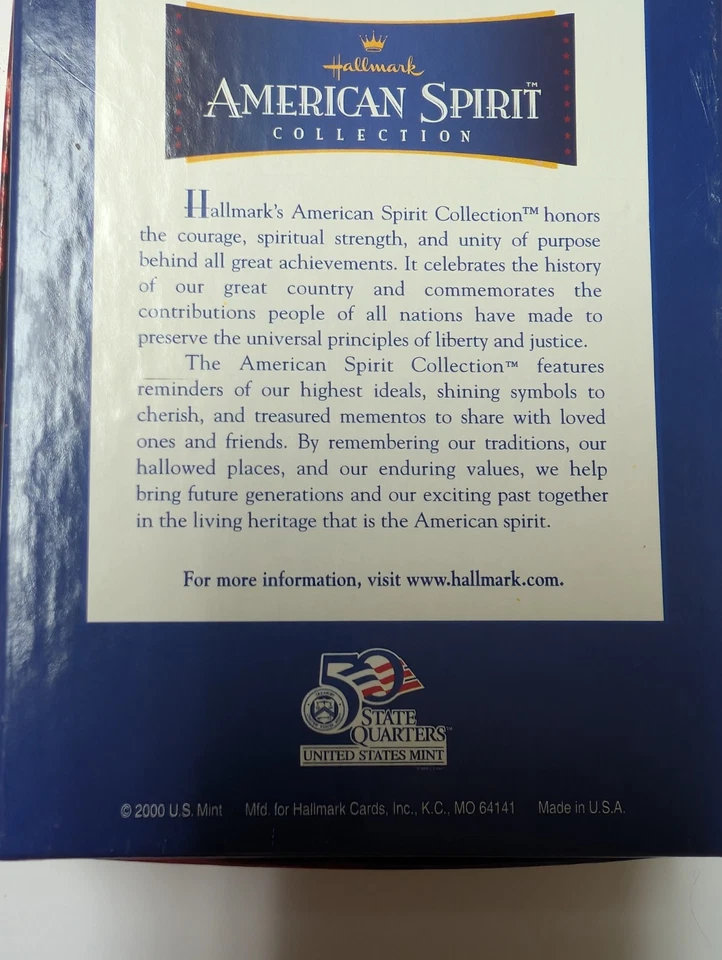 Hallmark
AMERICAN SPIRIT™
COLLECTION
Hallmark's American Spirit Collection™ honors
the courage, spiritual strength, and unity of purpose
behind all great achievements. It celebrates the history
of our great country and commemorates the
contributions people of all nations have made to
preserve the universal principles of liberty and justice.
The American Spirit Collection™ features
reminders of our highest ideals, shining symbols to
cherish, and treasured mementos to share with loved
ones and friends. By remembering our traditions, our
hallowed places, and our enduring values, we help
bring future generations and our exciting past together
in the living heritage that is the American spirit.
For more information, visit www.hallmark.com.
50
STATE
QUARTERS™
UNITED STATES MINT
© 2000 U.S. Mint Mfd. for Hallmark Cards, Inc., K.C., MO 64141 Made in U.S.A.